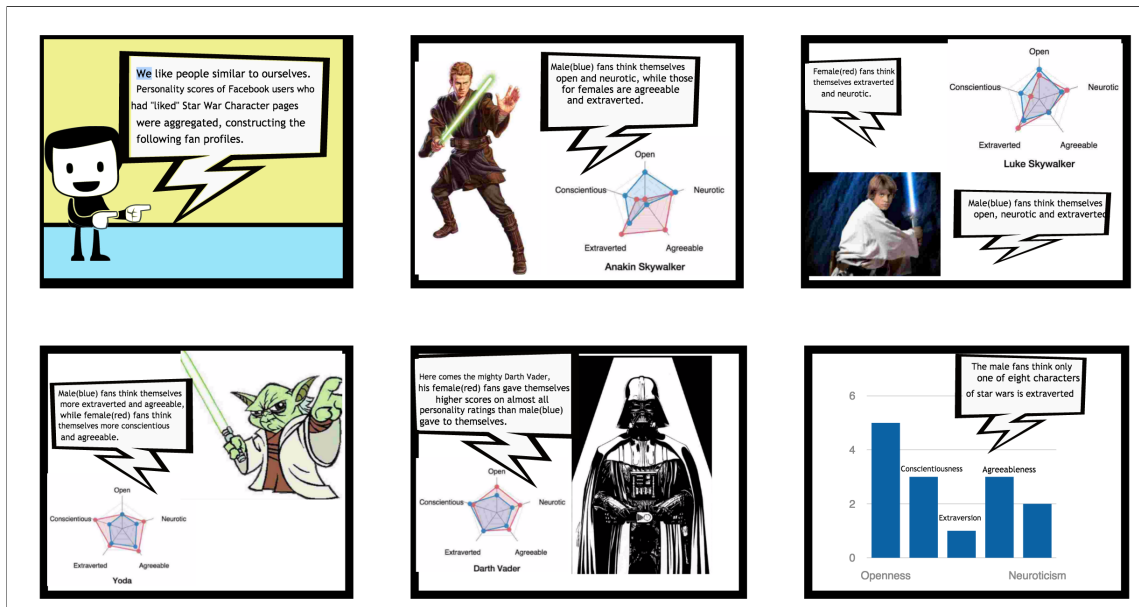 We like people similar to ourselves.
Personality scores of Facebook users who
had "liked" Star War Character pages
were aggregated, constructing the
following fan profiles.
Male(blue) fans think themselves
open and neurotic, while those
for females are agreeable
and extraverted.
Open
Conscientious
Neurotic
Extraverted
Agreeable
Anakin Skywalker
Female(red) fans think
themselves extraverted
and neurotic.
Open
Conscientious
Neurotic
Extraverted
Agreeable
Luke Skywalker
Male(blue) fans think themselves
open, neurotic and extraverted
Male(blue) fans think themselves
more extraverted and agreeable,
while female(red) fans think
themselves more conscientious
and agreeable.
Open
Conscientious
Neurotic
Extraverted
Agreeable
Yoda
Here comes the mighty Darth Vader,
his female(red) fans gave themselves
higher scores on almost all
personality ratings than male(blue)
gave to themselves.
Open
Conscientious
Neurotic
Extraverted
Agreeable
Darth Vader
The male fans think only
one of eight characters
of star wars is extraverted
6
4
2
0
Conscientiousness
Agreeableness
Extraversion
Openness
Neuroticism